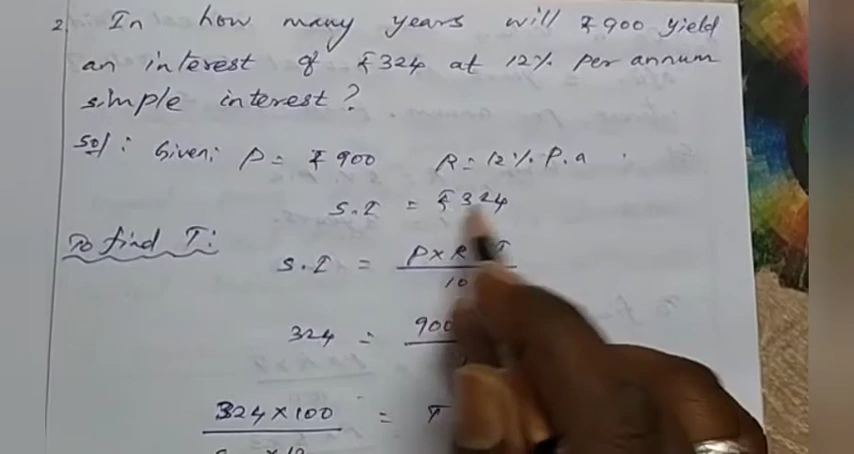 2. In how many years will ₹900 yield
an interest of ₹324 at 12% per annum
simple interest?
Sol: Given: P = ₹900 R = 12% P.a
S.I = ₹324
To find T:
S.I = P×R T
10
324 = 900
324×100 = T
×12